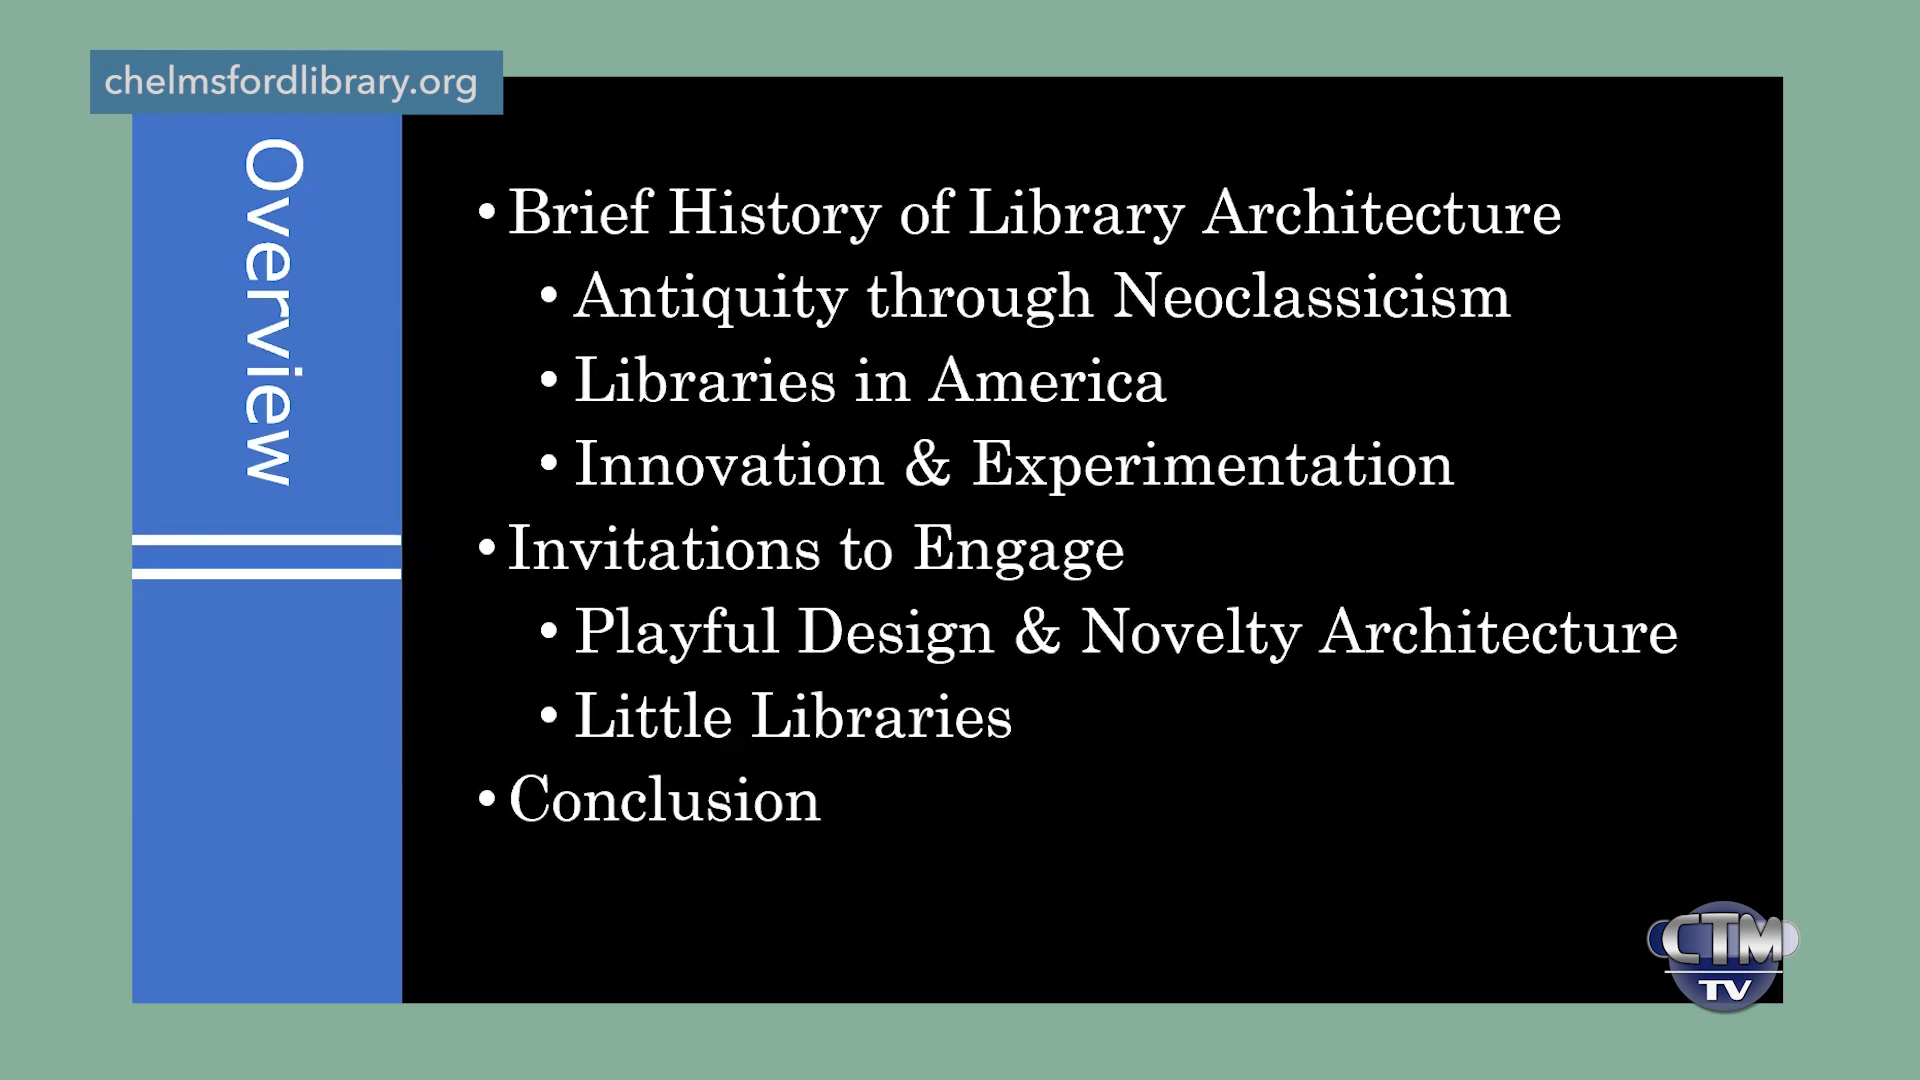 chelmsfordlibrary.org
Overview
• Brief History of Library Architecture
• Antiquity through Neoclassicism
• Libraries in America
• Innovation & Experimentation
• Invitations to Engage
• Playful Design & Novelty Architecture
• Little Libraries
• Conclusion
CTM
TV